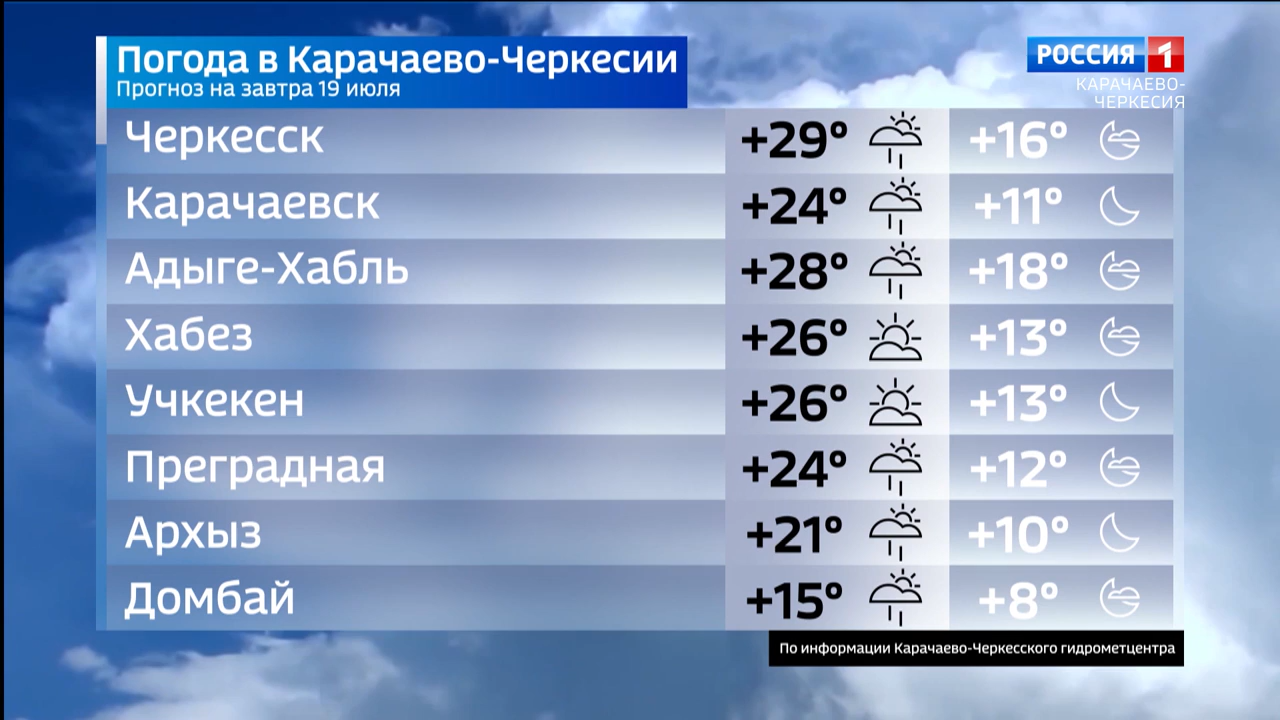 Погода в Карачаево-Черкесии
Прогноз на завтра 19 июля
РОССИЯ 1
КАРАЧАЕВО-
ЧЕРКЕСИЯ
Черкесск +29° +16°
Карачаевск +24° +11°
Адыге-Хабль +28° +18°
Хабез +26° +13°
Учкекен +26° +13°
Преградная +24° +12°
Архыз +21° +10°
Домбай +15° +8°
По информации Карачаево-Черкесского гидрометцентра